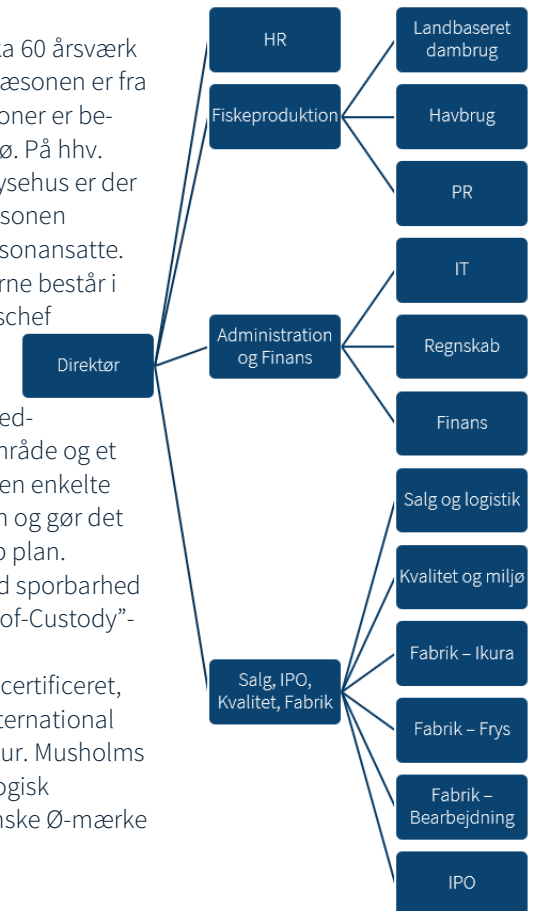 60 årsværk
æsonen er fra
oner er be-
ø. På hhv.
ysehus er der
sonen
sonansatte.
rne består i
schef
ed-
nråde og et
en enkelte
n og gør det
plan.
d sporbarhed
of-Custody”-
certificeret,
ternational
ur. Musholms
ogisk
nske Ø-mærke
Direktør
HR
Fiskeproduktion
Administration
og Finans
Salg, IPO,
Kvalitet, Fabrik
Landbaseret
dambrug
Havbrug
PR
IT
Regnskab
Finans
Salg og logistik
Kvalitet og miljø
Fabrik – Ikura
Fabrik – Frys
Fabrik –
Bearbejdning
IPO